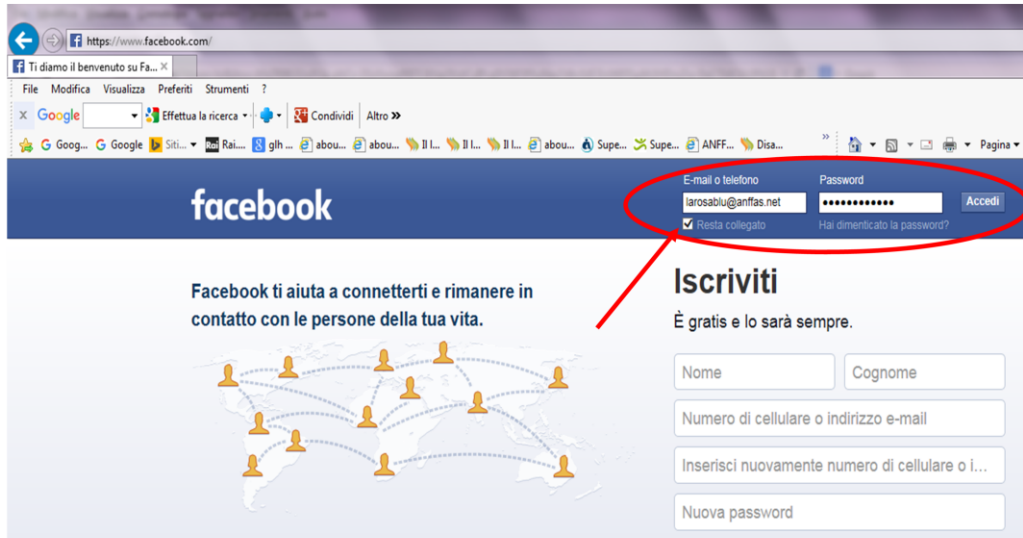 https://www.facebook.com/
Ti diamo il benvenuto su Fa... ×
File Modifica Visualizza Preferiti Strumenti ?
x Google Effettua la ricerca Condividi Altro »
G Goog... G Google Siti... Rai Rai.... 8 glh ... abou... abou... Il I... Il I... Il I... abou... Supe... Supe... ANFF... Disa... » Pagina
E-mail o telefono Password
facebook
larosablu@anffas.net •••••••••••• Accedi
Resta collegato Hai dimenticato la password?
Iscriviti
Facebook ti aiuta a connetterti e rimanere in
contatto con le persone della tua vita.
È gratis e lo sarà sempre.
Nome Cognome
Numero di cellulare o indirizzo e-mail
Inserisci nuovamente numero di cellulare o i...
Nuova password